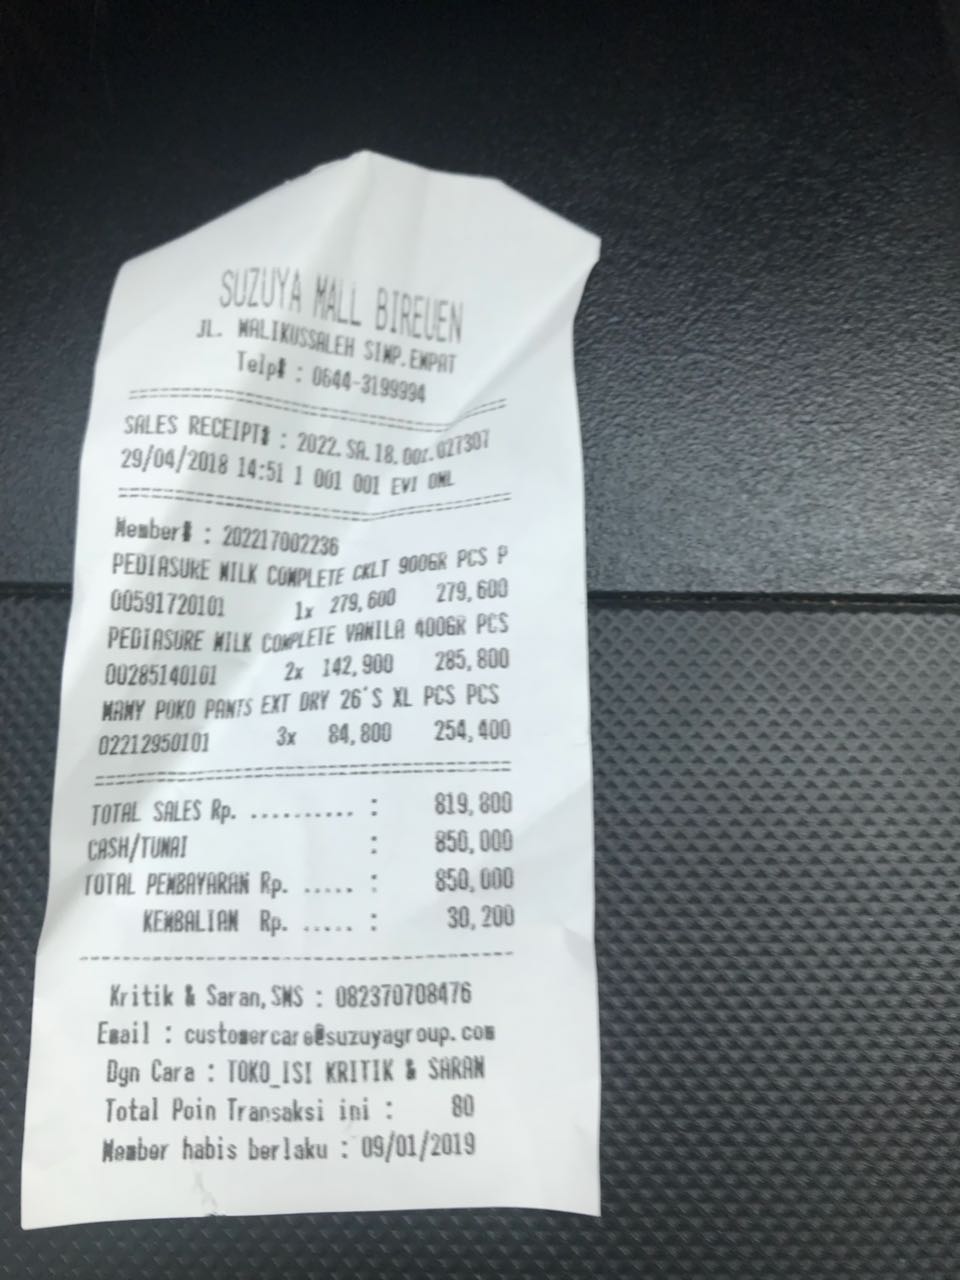 SUZUYA MALL BIREUEN
JL. MALIKUSSALEH SIMP.EMPAT
Telp# : 0644-3199994
SALES RECEIPT# : 2022.SA.18.00z.027307
29/04/2018 14:51 1 001 001 EVI OML
Member# : 202217002236
PEDIASURE MILK COMPLETE CKLT 900GR PCS P
00591720101 1x 279,600 279,600
PEDIASURE MILK COMPLETE VANILA 400GR PCS
00285140101 2x 142,900 285,800
MAMY POKO PANTS EXT DRY 26'S XL PCS PCS
02212950101 3x 84,800 254,400
TOTAL SALES Rp. .......... : 819,800
CASH/TUNAI : 850,000
TOTAL PEMBAYARAN Rp. ..... : 850,000
KEMBALIAN Rp. ..... : 30,200
Kritik & Saran,SMS : 082370708476
Email : customercare@suzuyagroup.com
Dgn Cara : TOKO_ISI KRITIK & SARAN
Total Poin Transaksi ini : 80
Member habis berlaku : 09/01/2019